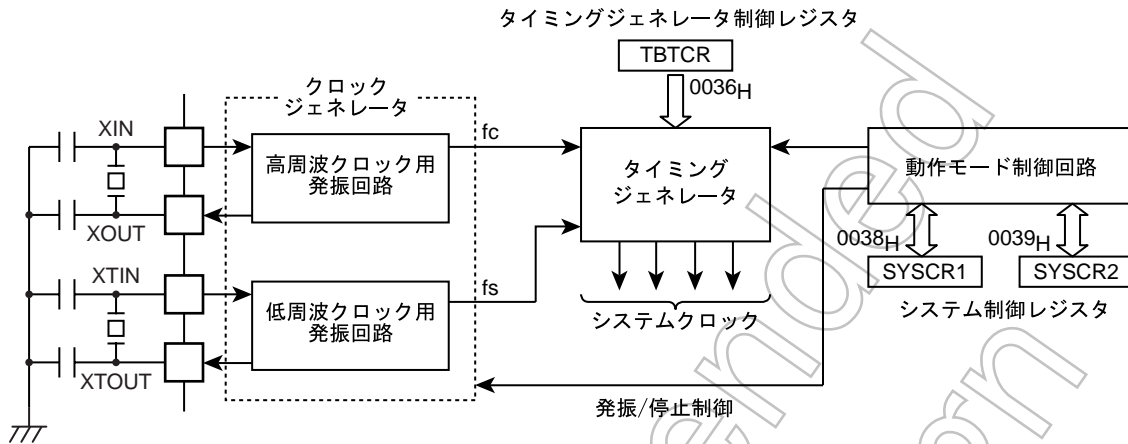 タイミングジェネレータ制御レジスタ
TBTCR
0036H
クロック
ジェネレータ
XIN
高周波クロック用
発振回路
fc
XOUT
タイミング
ジェネレータ
動作モード制御回路
0038H
0039H
SYSCR1
SYSCR2
システム制御レジスタ
XTIN
低周波クロック用
発振回路
fs
XTOUT
システムクロック
発振/停止制御
ended
n